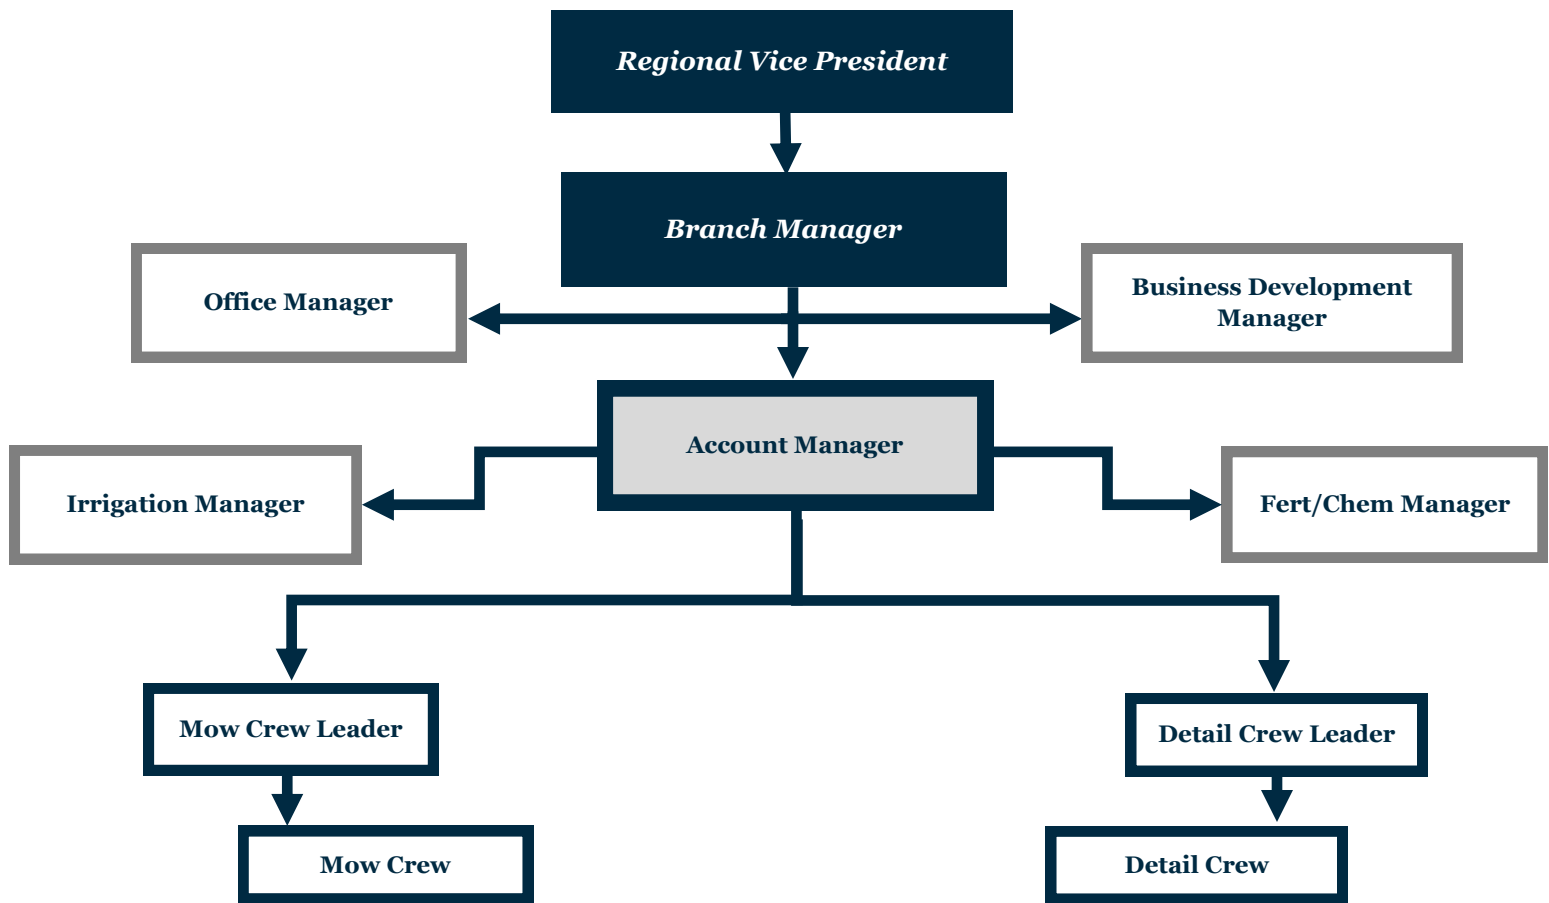 Regional Vice President
Branch Manager
Office Manager
Business Development
Manager
Account Manager
Irrigation Manager
Fert/Chem Manager
Mow Crew Leader
Detail Crew Leader
Mow Crew
Detail Crew